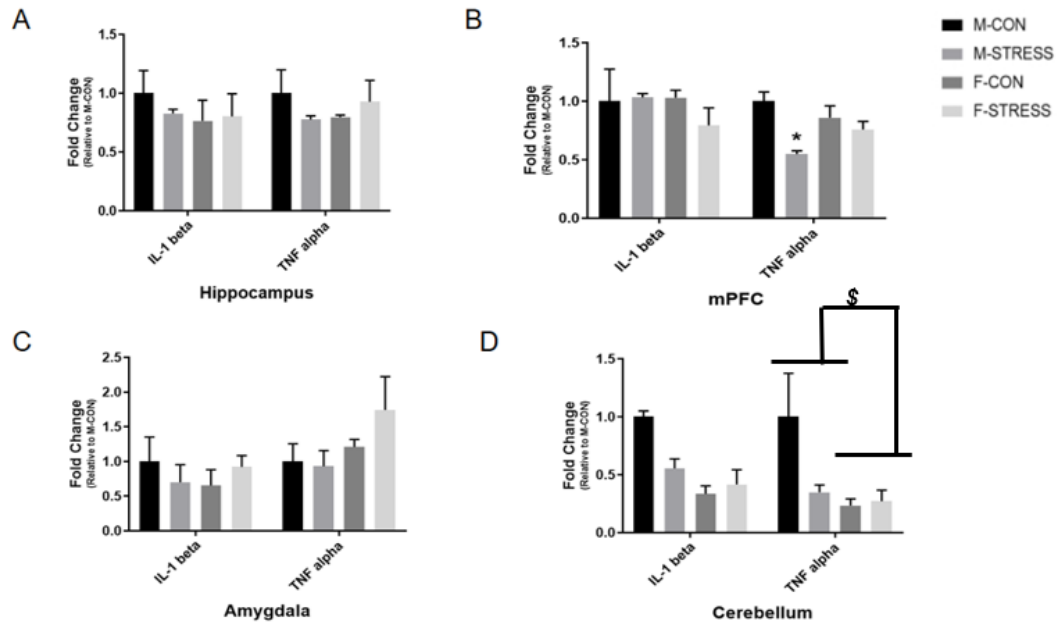 A
Fold Change
(Relative to M-CON)
1.5
1.0
0.5
0.0
IL-1 beta
TNF alpha
Hippocampus
B
Fold Change
(Relative to M-CON)
1.5
1.0
0.5
0.0
*
IL-1 beta
TNF alpha
mPFC
M-CON
M-STRESS
F-CON
F-STRESS
C
Fold Change
(Relative to M-CON)
2.5
2.0
1.5
1.0
0.5
0.0
IL-1 beta
TNF alpha
Amygdala
D
Fold Change
(Relative to M-CON)
1.5
1.0
0.5
0.0
$
IL-1 beta
TNF alpha
Cerebellum